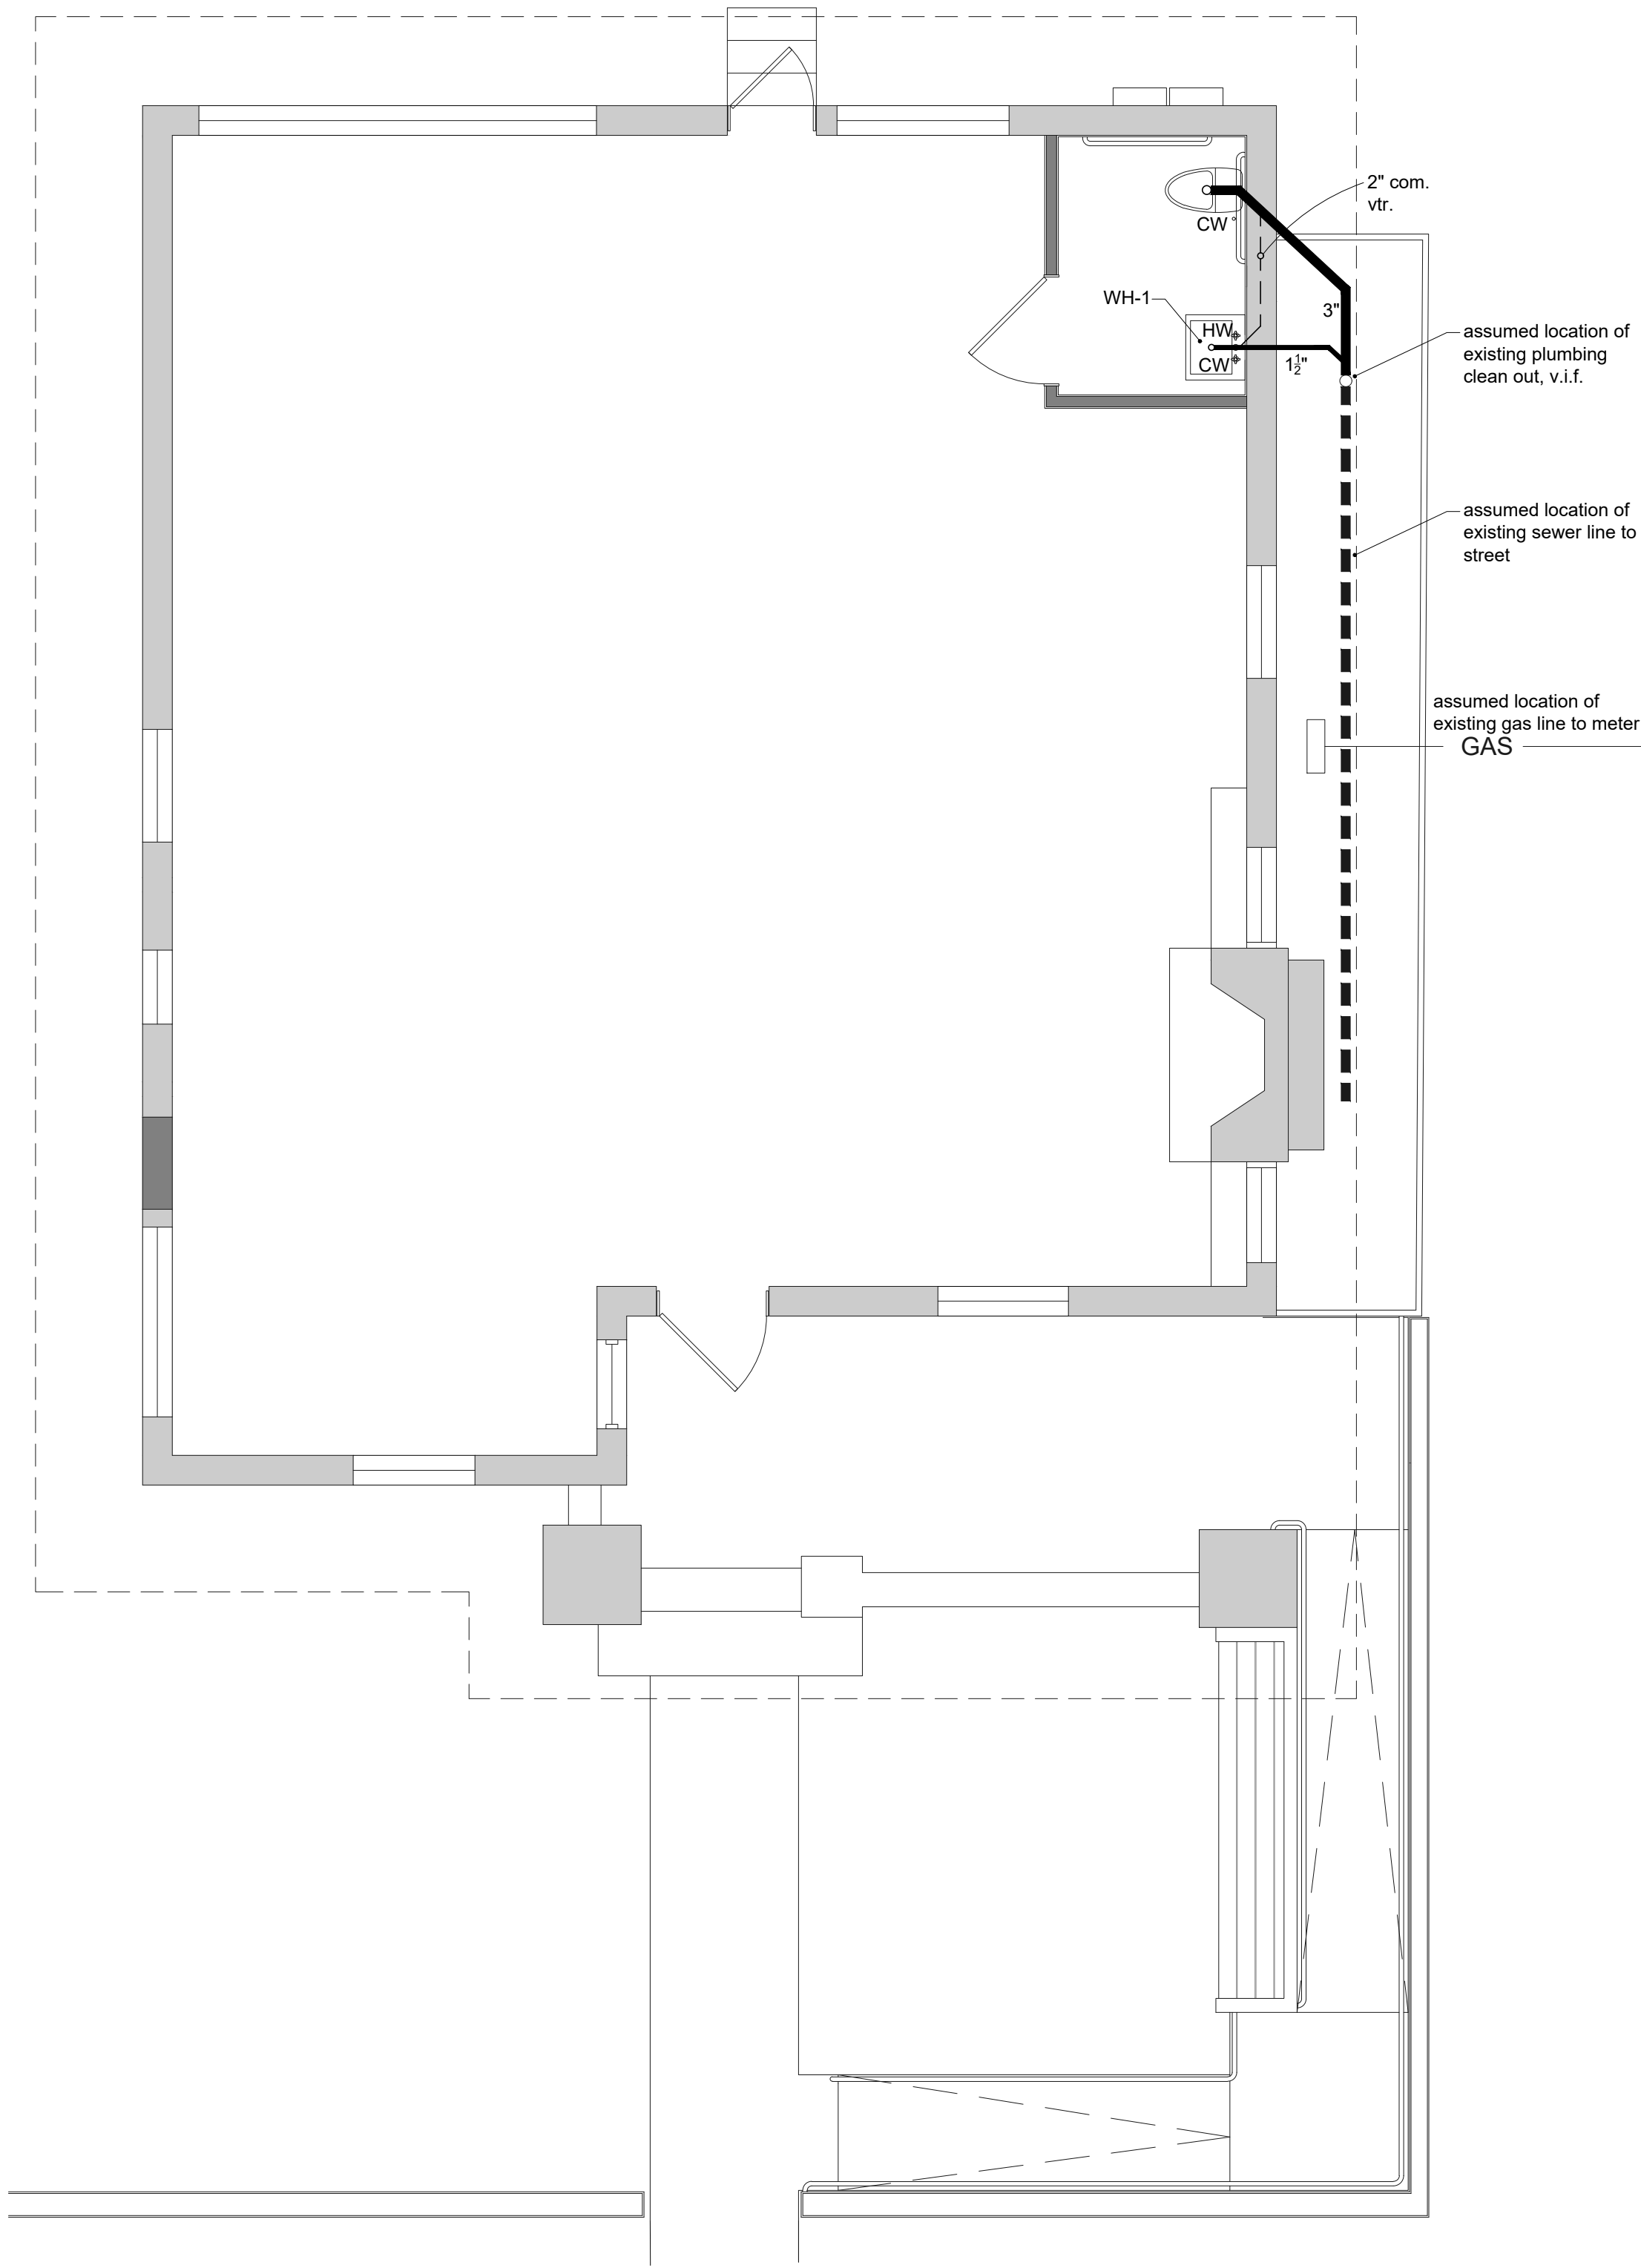 2" com.
vtr.
CW
WH-1
HW
CW
3"
1½"
assumed location of
existing plumbing
clean out, v.i.f.
assumed location of
existing sewer line to
street
assumed location of
existing gas line to meter
GAS